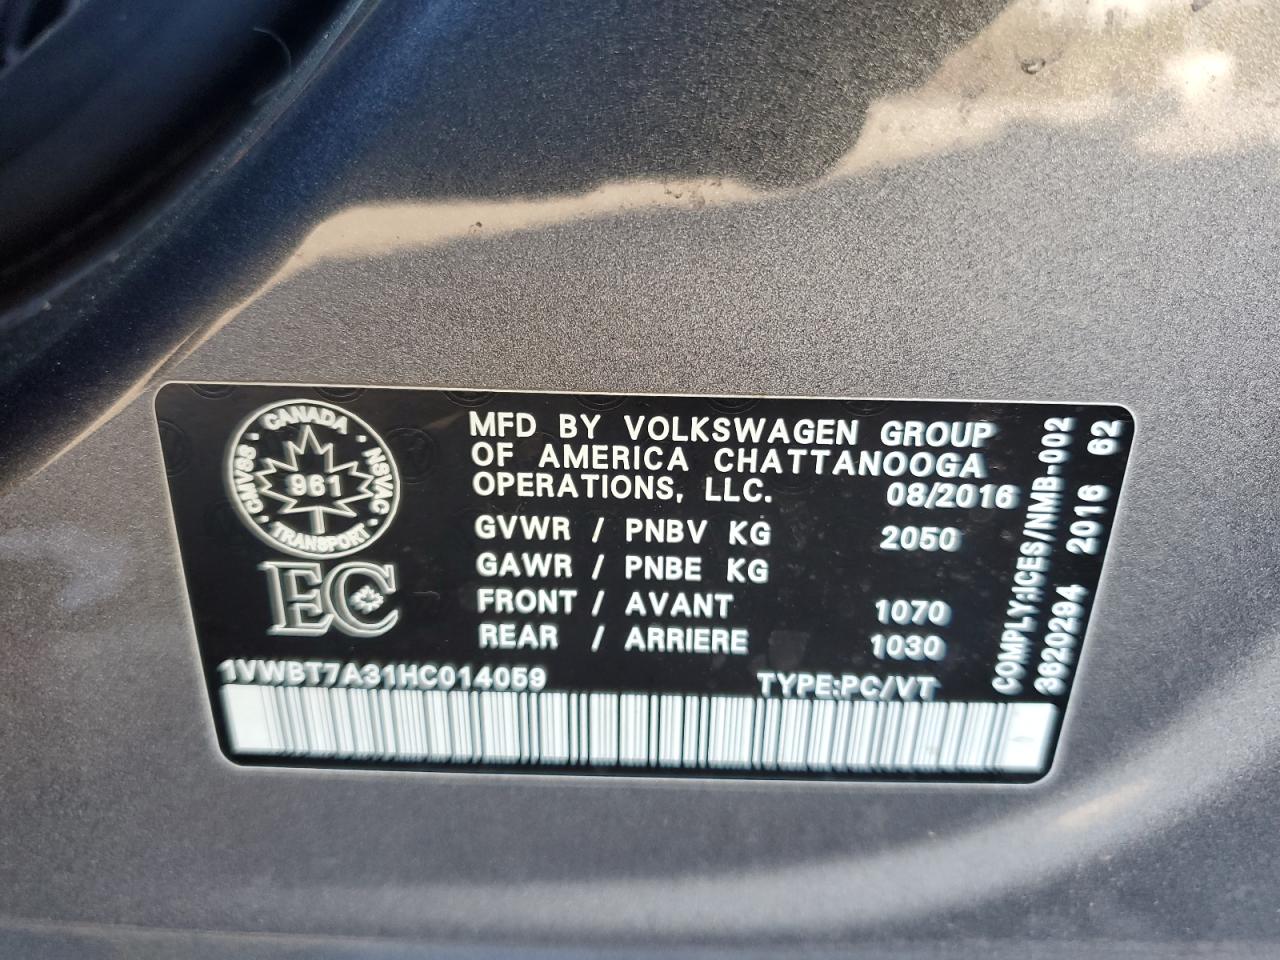 CANADA
CMVSS
NSVAC
961
TRANSPORT
EC
MFD BY VOLKSWAGEN GROUP
OF AMERICA CHATTANOOGA
OPERATIONS, LLC. 08/2016
GVWR / PNBV KG 2050
GAWR / PNBE KG
FRONT / AVANT 1070
REAR / ARRIERE 1030
1VWBT7A31HC014059 TYPE:PC/VT
COMPLY:ICES/NMB-002
3820294 2016 62